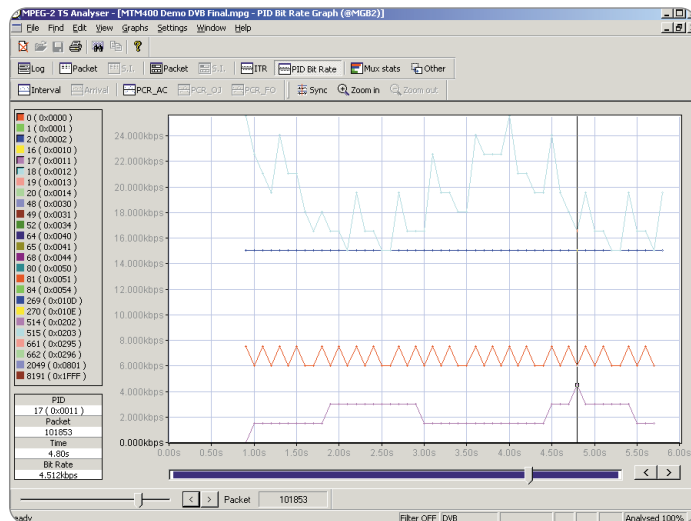 MPEG-2 TS Analyser - [MTM400 Demo DVB Final.mpg - PID Bit Rate Graph (@MGB2)]
File Find Edit View Graphs Settings Window Help
Log Packet S.I. Packet S.I. ITR PID Bit Rate Mux stats Other
Interval Arrival PCR_AC PCR_OJ PCR_FO Sync Zoom in Zoom out
0 ( 0x0000 )
1 ( 0x0001 )
2 ( 0x0002 )
16 ( 0x0010 )
17 ( 0x0011 )
18 ( 0x0012 )
19 ( 0x0013 )
20 ( 0x0014 )
48 ( 0x0030 )
49 ( 0x0031 )
52 ( 0x0034 )
64 ( 0x0040 )
65 ( 0x0041 )
68 ( 0x0044 )
80 ( 0x0050 )
81 ( 0x0051 )
84 ( 0x0054 )
269 ( 0x010D )
270 ( 0x010E )
514 ( 0x0202 )
515 ( 0x0203 )
661 ( 0x0295 )
662 ( 0x0296 )
2049 ( 0x0801 )
8191 ( 0x1FFF )
PID
17 ( 0x0011 )
Packet
101853
Time
4.80s
Bit Rate
4.512kbps
24.000kbps
22.000kbps
20.000kbps
18.000kbps
16.000kbps
14.000kbps
12.000kbps
10.000kbps
8.000kbps
6.000kbps
4.000kbps
2.000kbps
0.000kbps
0.00s 0.50s 1.00s 1.50s 2.00s 2.50s 3.00s 3.50s 4.00s 4.50s 5.00s 5.50s 6.00s
< >
< > Packet 101853
eady Filter OFF DVB Analysed 100%